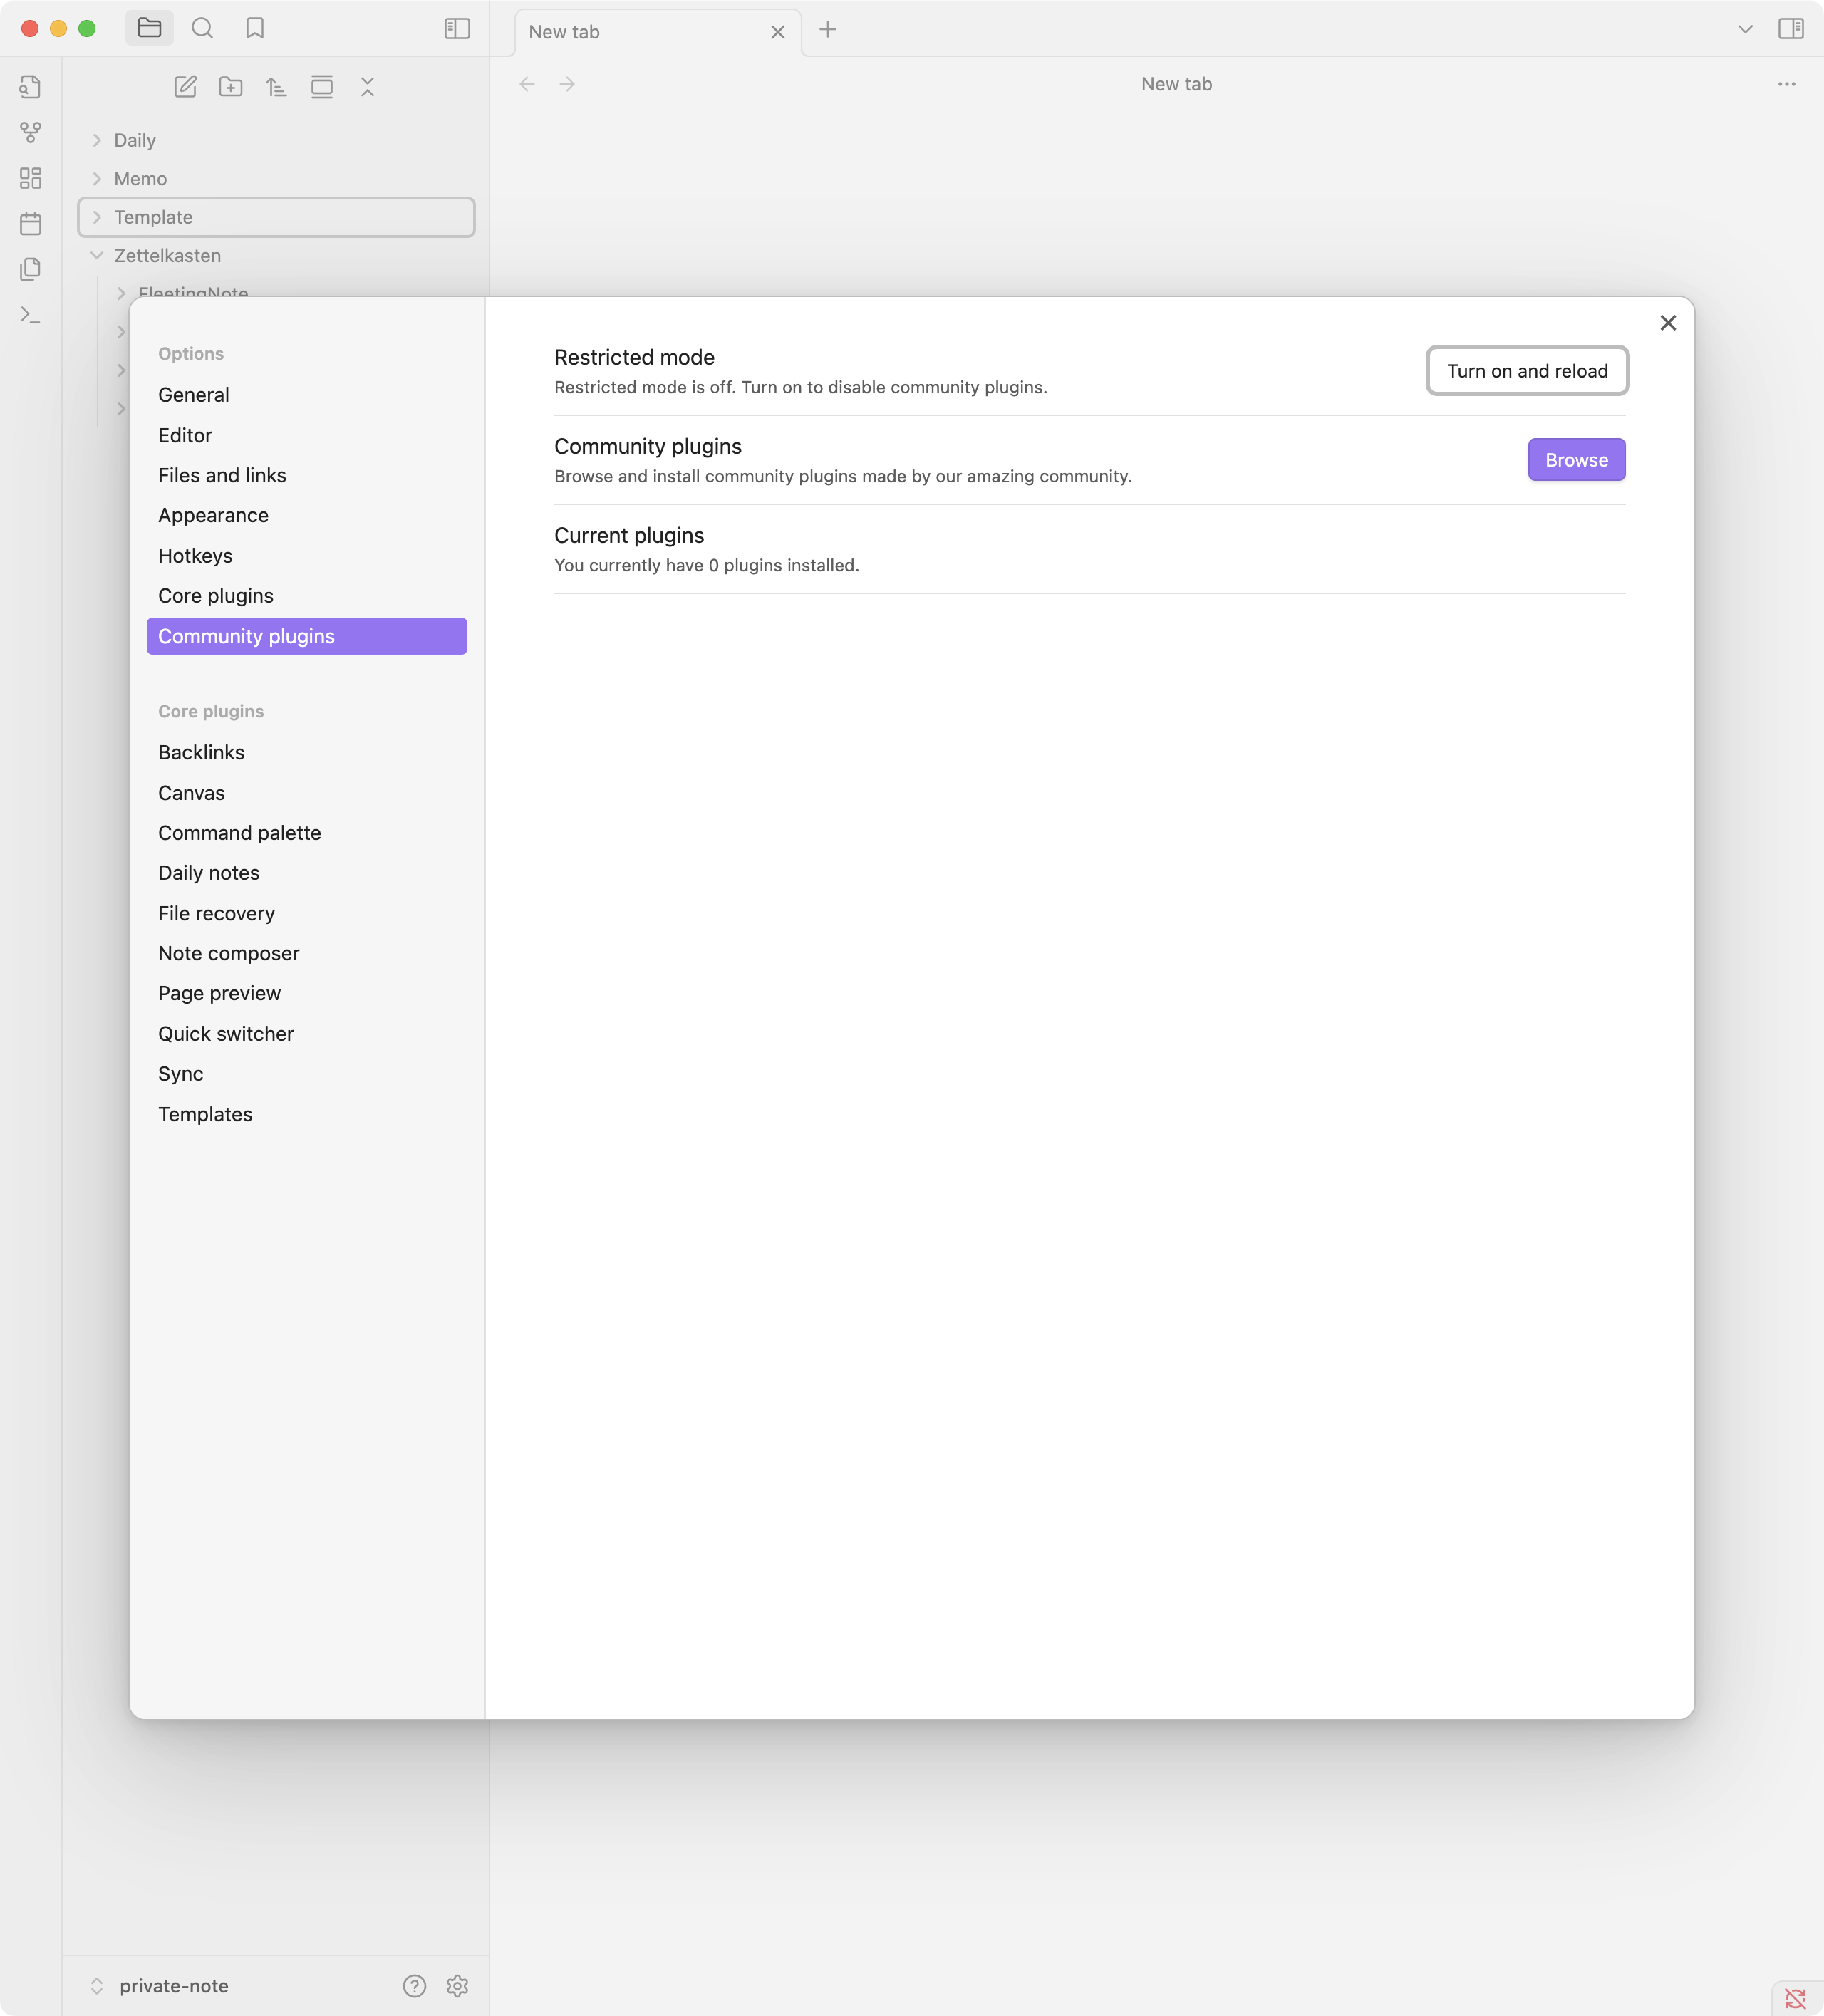 New tab
New tab
Daily
Memo
Template
Zettelkasten
FleetingNote
Options
General
Editor
Files and links
Appearance
Hotkeys
Core plugins
Community plugins
Core plugins
Backlinks
Canvas
Command palette
Daily notes
File recovery
Note composer
Page preview
Quick switcher
Sync
Templates
Restricted mode
Restricted mode is off. Turn on to disable community plugins.
Turn on and reload
Community plugins
Browse and install community plugins made by our amazing community.
Browse
Current plugins
You currently have 0 plugins installed.
private-note